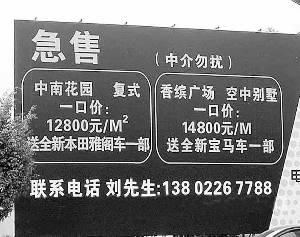 急售
（中介勿扰）
中南花园 复式
一口价：
12800元/M²
送全新本田雅阁车一部
香缤广场 空中别墅
一口价：
14800元/M
送全新宝马车一部
联系电话 刘先生:138 0226 7788